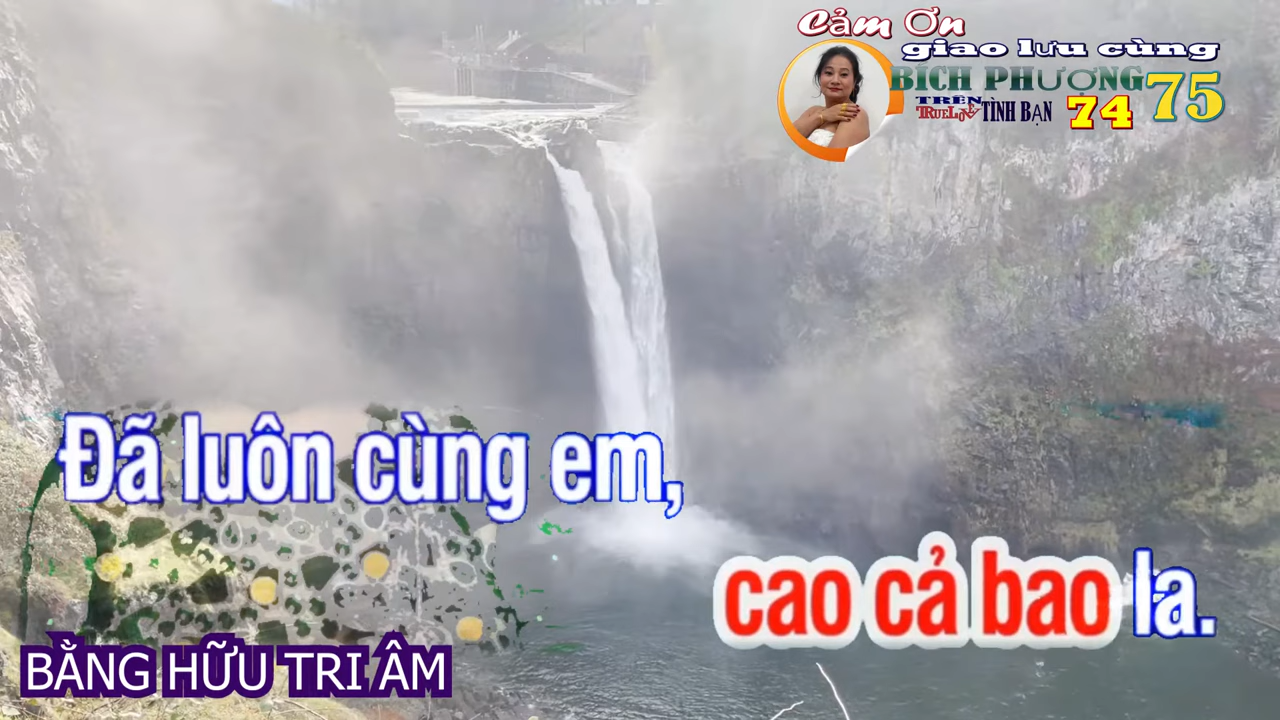 Cảm Ơn
giao lưu cùng
BÍCH PHƯỢNG 75
TRÊN
TRUELOVE TÌNH BẠN 74
Đã luôn cùng em,
cao cả bao la.
BẰNG HỮU TRI ÂM